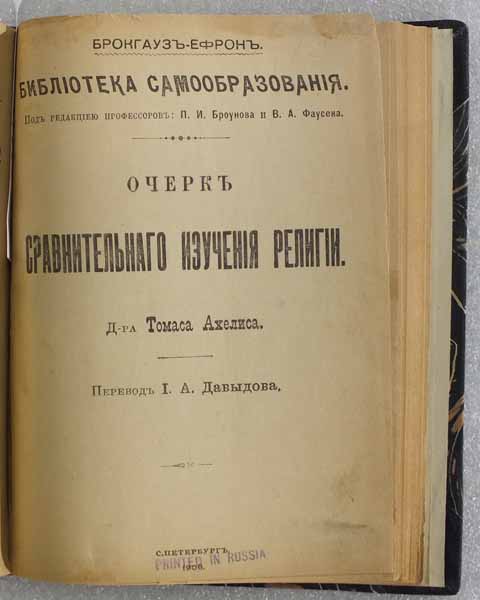 БРОКГАУЗЪ-ЕФРОНЪ.
БИБЛІОТЕКА САМООБРАЗОВАНІЯ.
Подъ редакціею профессоровъ: П. И. Броунова и В. А. Фаусека.
ОЧЕРКЪ
СРАВНИТЕЛЬНАГО ИЗУЧЕНІЯ РЕЛИГІИ.
Д-ра Томаса Ахелиса.
Переводъ І. А. Давыдова.
С.ПЕТЕРБУРГЪ
1906.
PRINTED IN RUSSIA